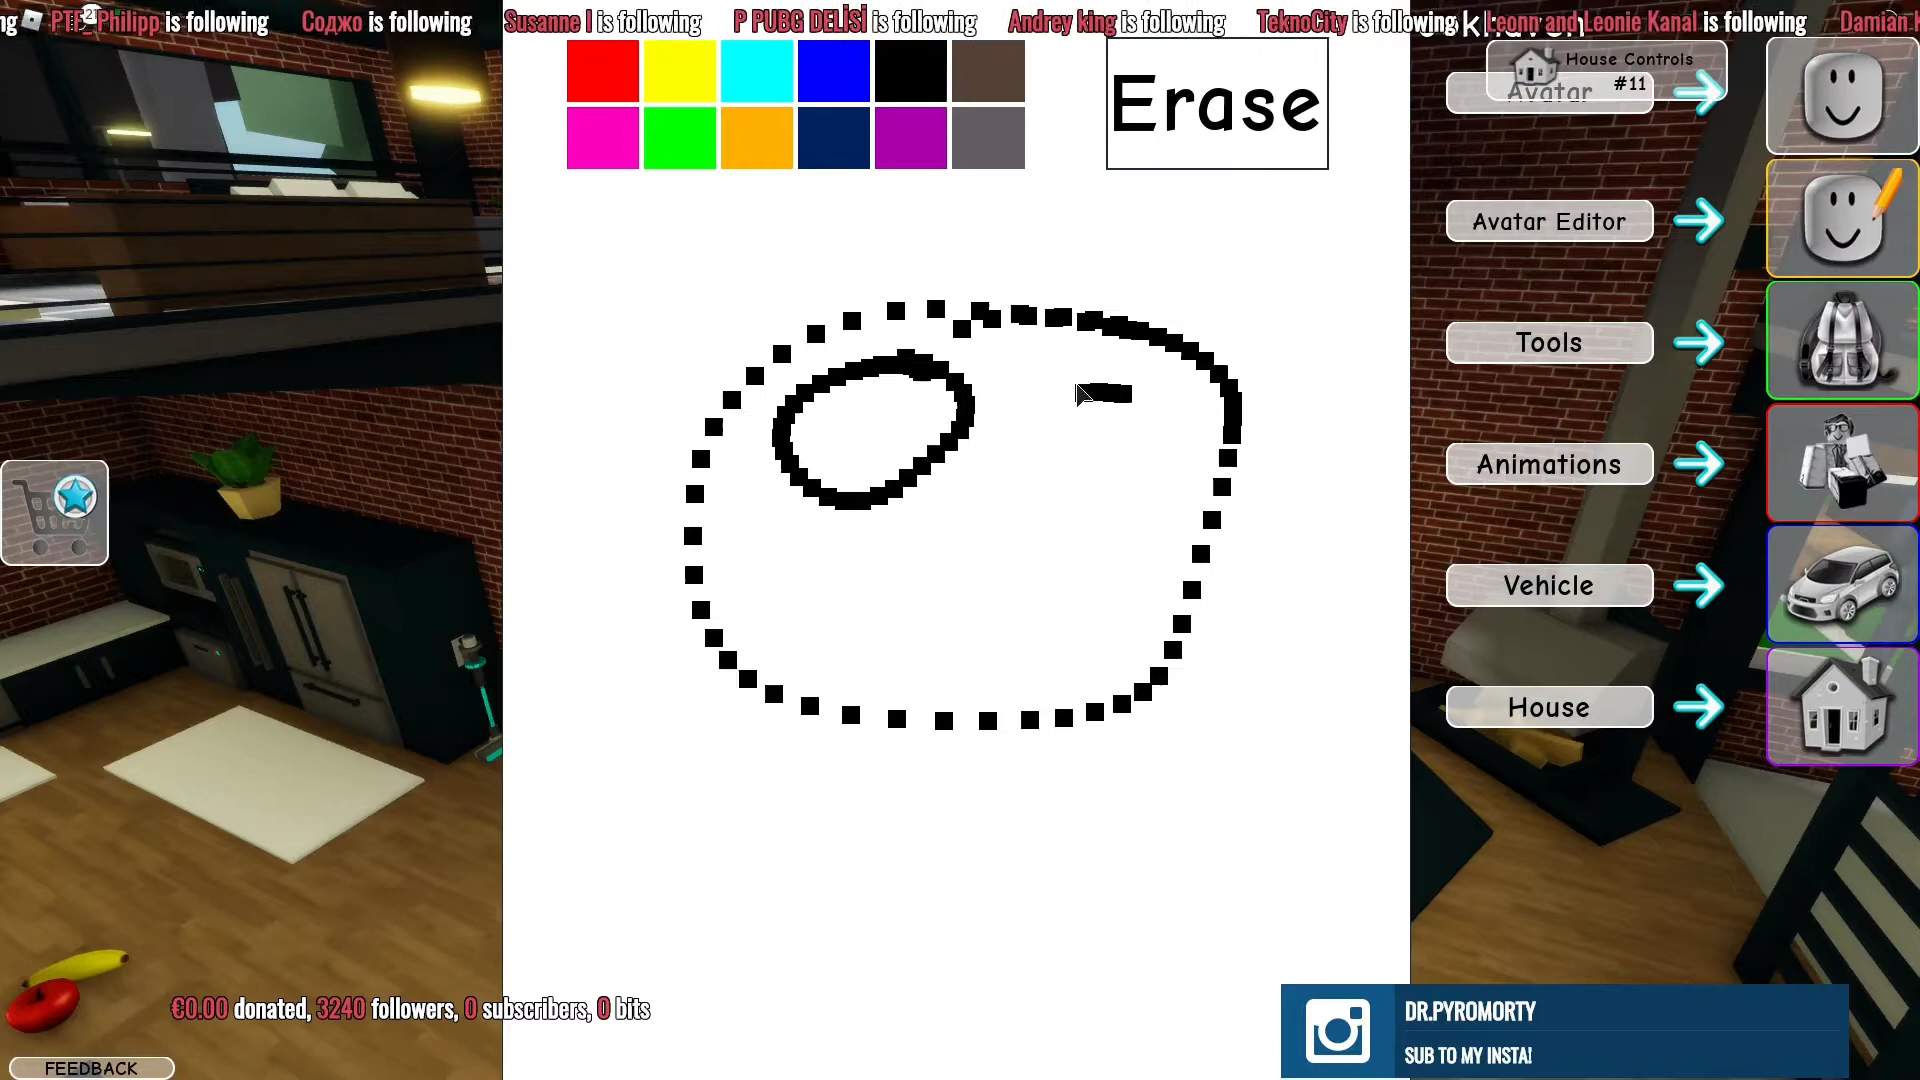 ng PTF_Philipp is following Соджо is following Susanne I is following P PUBG DELİSİ is following Andrey king is following TeknoCity is following Leonn and Leonie Kanal is following Damian
House Controls
#11
Erase
Avatar
Avatar Editor
Tools
Animations
Vehicle
House
€0.00 donated, 3240 followers, 0 subscribers, 0 bits
DR.PYROMORTY
SUB TO MY INSTA!
FEEDBACK